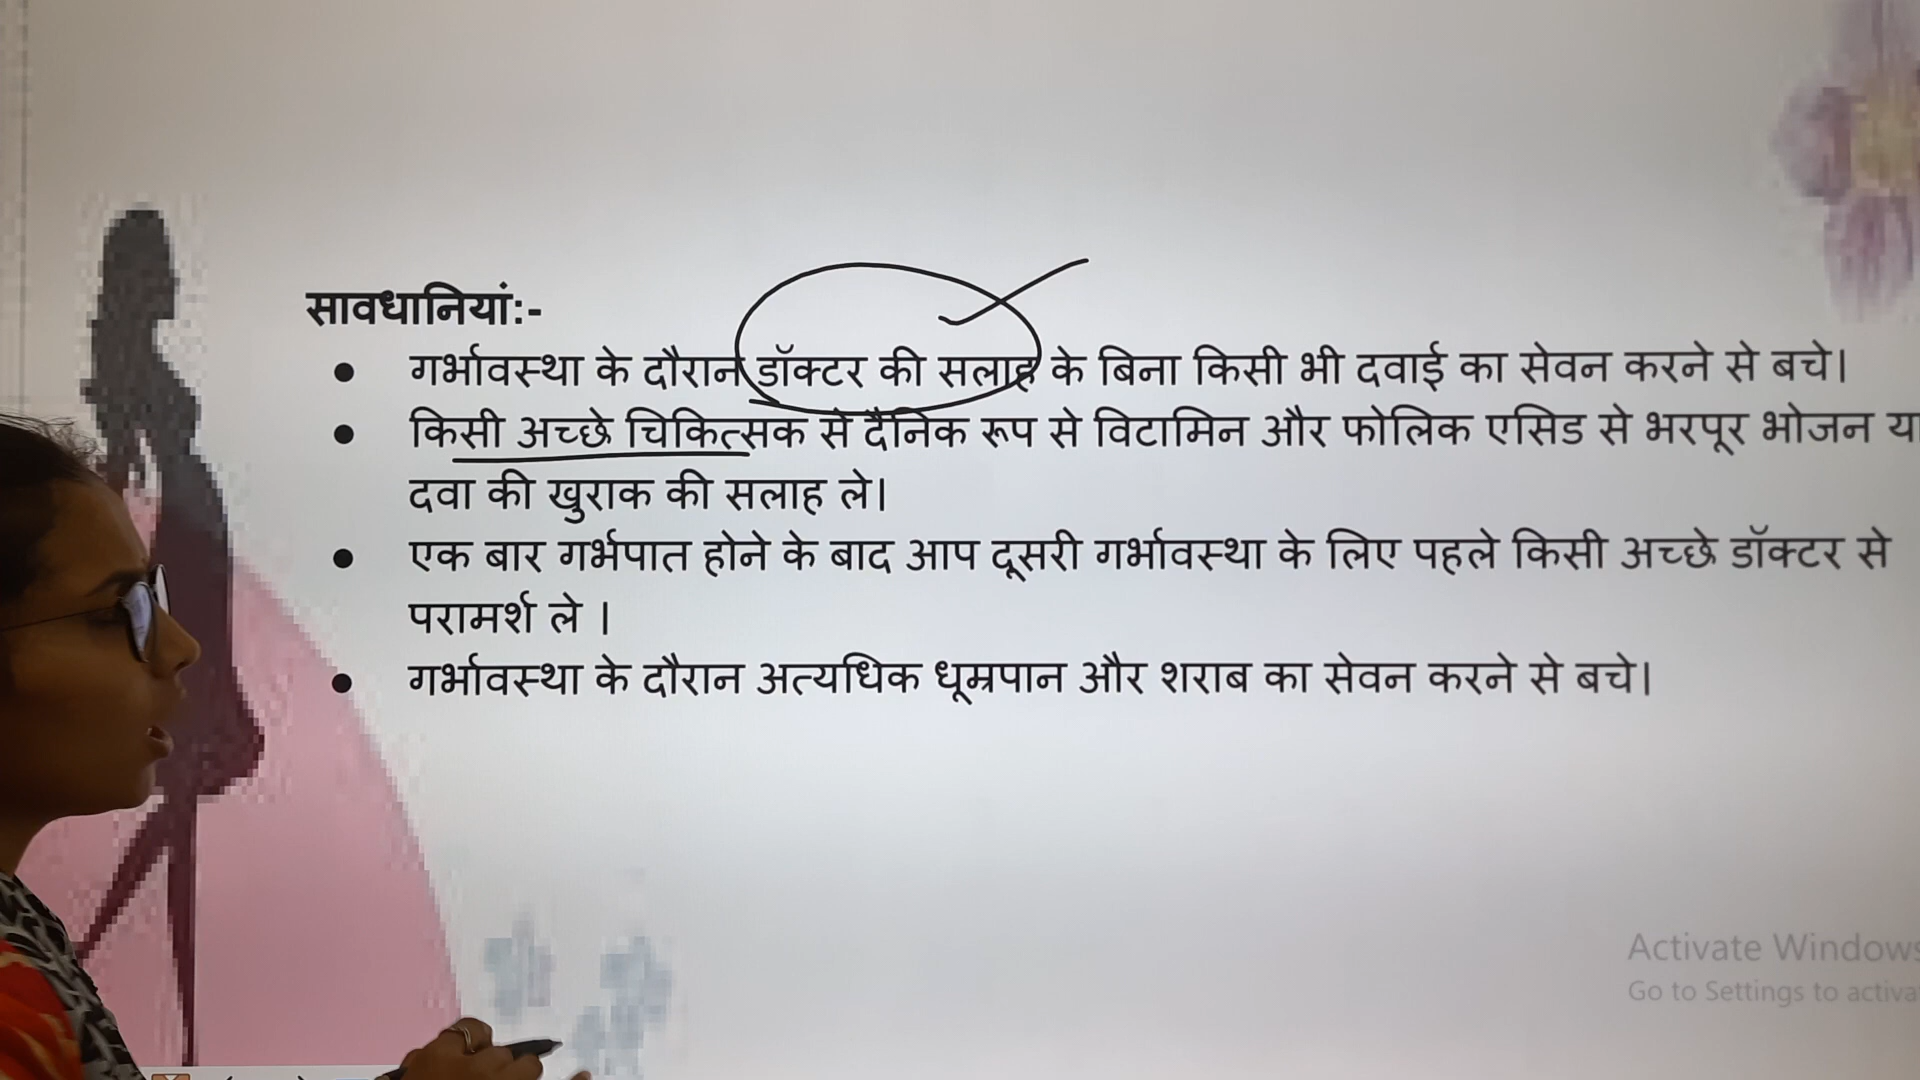 सावधानियां:-
● गर्भावस्था के दौरान डॉक्टर की सलाह के बिना किसी भी दवाई का सेवन करने से बचे।
● किसी अच्छे चिकित्सक से दैनिक रूप से विटामिन और फोलिक एसिड से भरपूर भोजन या
दवा की खुराक की सलाह ले।
● एक बार गर्भपात होने के बाद आप दूसरी गर्भावस्था के लिए पहले किसी अच्छे डॉक्टर से
परामर्श ले ।
● गर्भावस्था के दौरान अत्यधिक धूम्रपान और शराब का सेवन करने से बचे।
Activate Windows
Go to Settings to activa